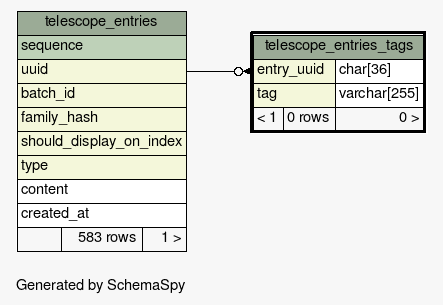 telescope_entries
sequence
uuid
batch_id
family_hash
should_display_on_index
type
content
created_at
583 rows 1 >
telescope_entries_tags
entry_uuid char[36]
tag varchar[255]
< 1 0 rows 0 >
Generated by SchemaSpy